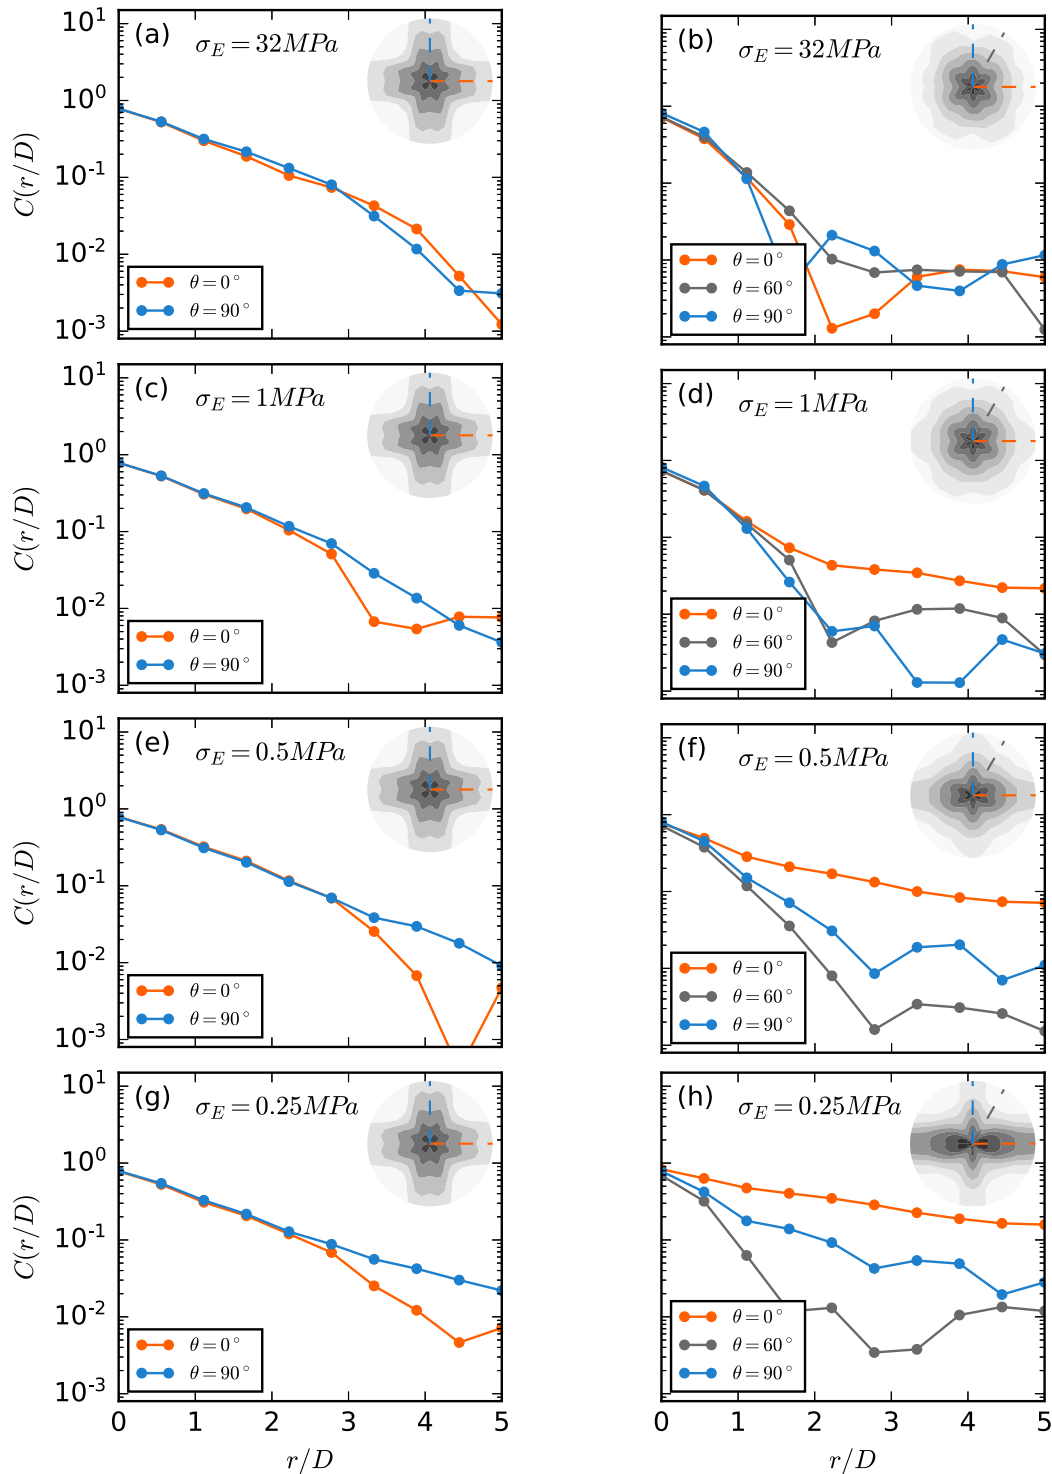 (a) σ_E = 32MPa
(b) σ_E = 32MPa
10^1
10^0
10^-1
10^-2
10^-3
C(r/D)
θ = 0°
θ = 90°
θ = 0°
θ = 60°
θ = 90°
(c) σ_E = 1MPa
(d) σ_E = 1MPa
10^1
10^0
10^-1
10^-2
10^-3
C(r/D)
θ = 0°
θ = 90°
θ = 0°
θ = 60°
θ = 90°
(e) σ_E = 0.5MPa
(f) σ_E = 0.5MPa
10^1
10^0
10^-1
10^-2
10^-3
C(r/D)
θ = 0°
θ = 90°
θ = 0°
θ = 60°
θ = 90°
(g) σ_E = 0.25MPa
(h) σ_E = 0.25MPa
10^1
10^0
10^-1
10^-2
10^-3
C(r/D)
θ = 0°
θ = 90°
θ = 0°
θ = 60°
θ = 90°
0 1 2 3 4 5
0 1 2 3 4 5
r/D
r/D